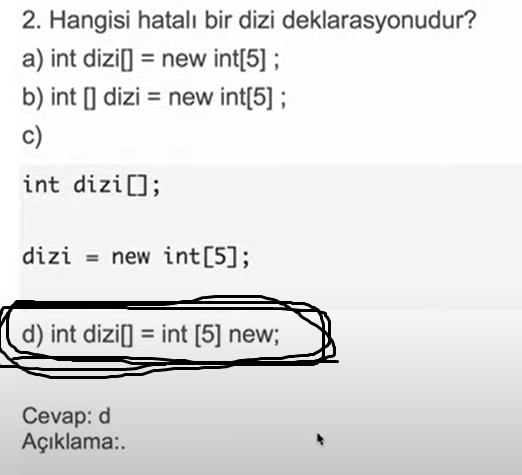 2. Hangisi hatalı bir dizi deklarasyonudur?
a) int dizi[] = new int[5] ;
b) int [] dizi = new int[5] ;
c)
int dizi[];
dizi = new int[5];
d) int dizi[] = int [5] new;
Cevap: d
Açıklama:.